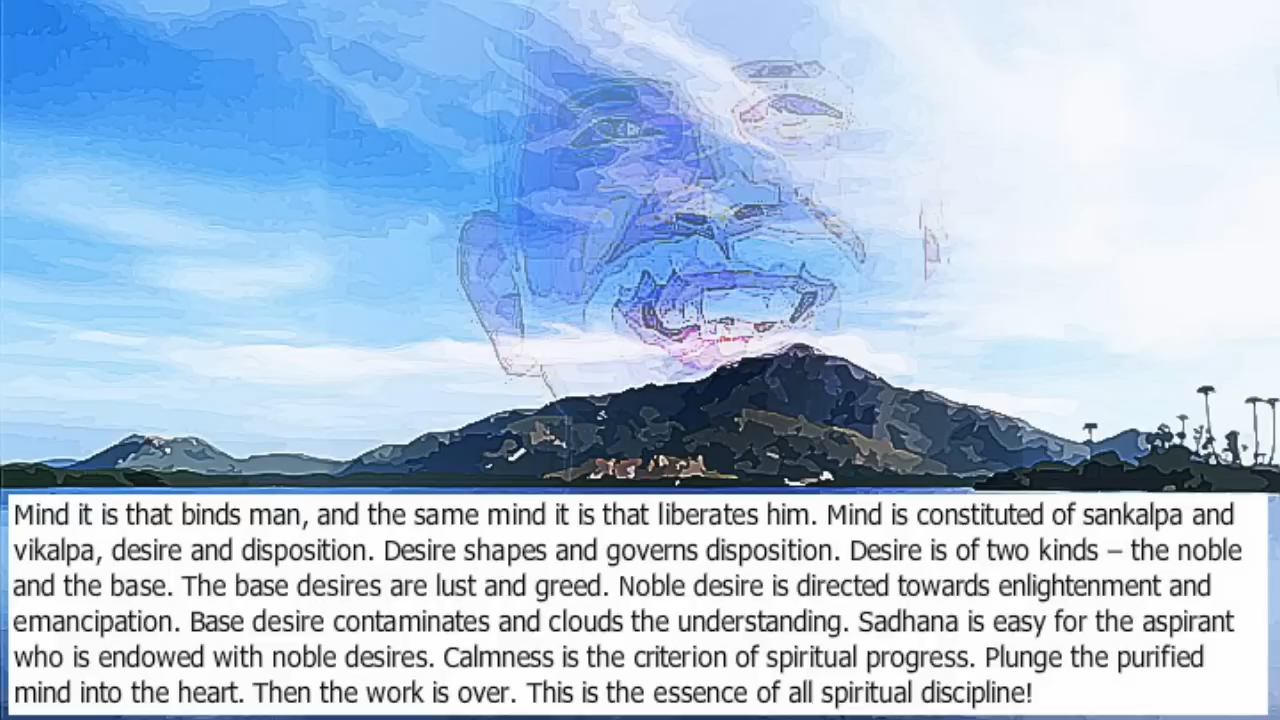 Mind it is that binds man, and the same mind it is that liberates him. Mind is constituted of sankalpa and
vikalpa, desire and disposition. Desire shapes and governs disposition. Desire is of two kinds – the noble
and the base. The base desires are lust and greed. Noble desire is directed towards enlightenment and
emancipation. Base desire contaminates and clouds the understanding. Sadhana is easy for the aspirant
who is endowed with noble desires. Calmness is the criterion of spiritual progress. Plunge the purified
mind into the heart. Then the work is over. This is the essence of all spiritual discipline!